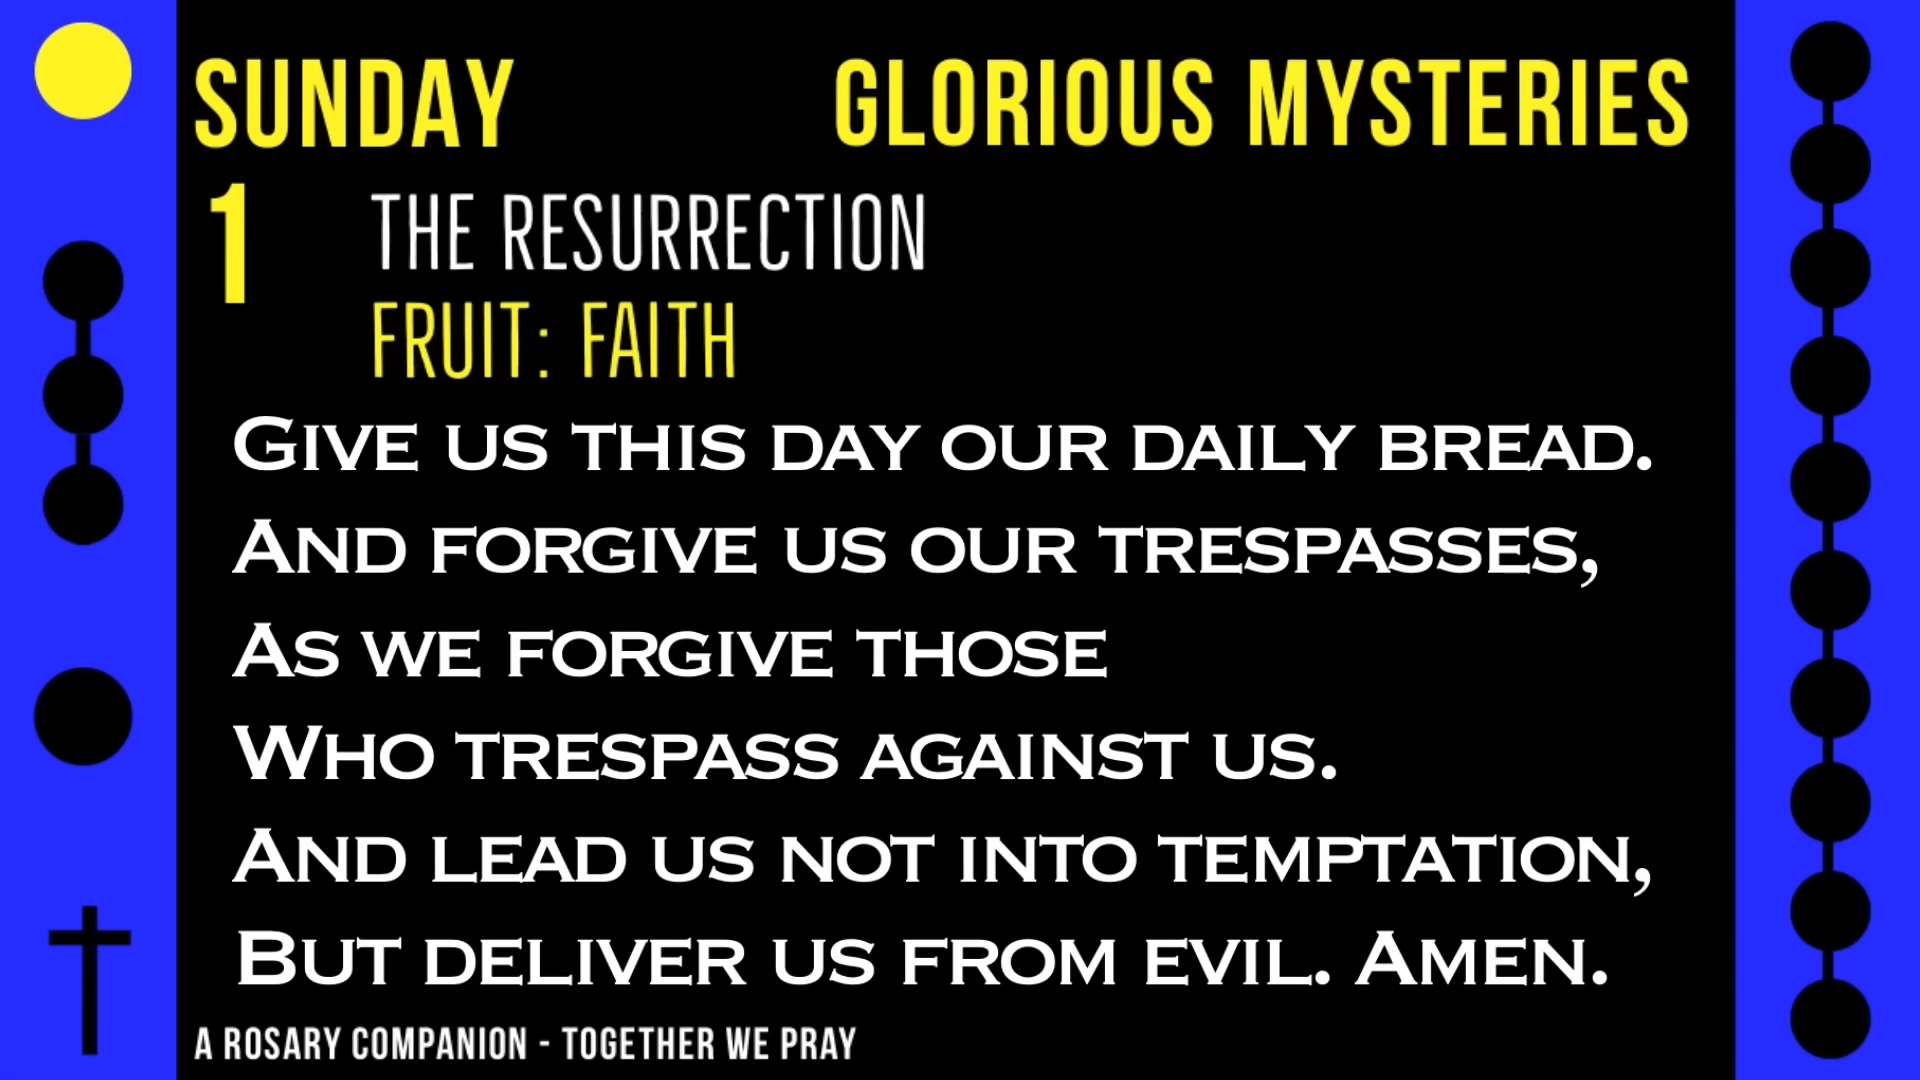 SUNDAY GLORIOUS MYSTERIES
1 THE RESURRECTION
FRUIT: FAITH
GIVE US THIS DAY OUR DAILY BREAD.
AND FORGIVE US OUR TRESPASSES,
AS WE FORGIVE THOSE
WHO TRESPASS AGAINST US.
AND LEAD US NOT INTO TEMPTATION,
BUT DELIVER US FROM EVIL. AMEN.
A ROSARY COMPANION - TOGETHER WE PRAY